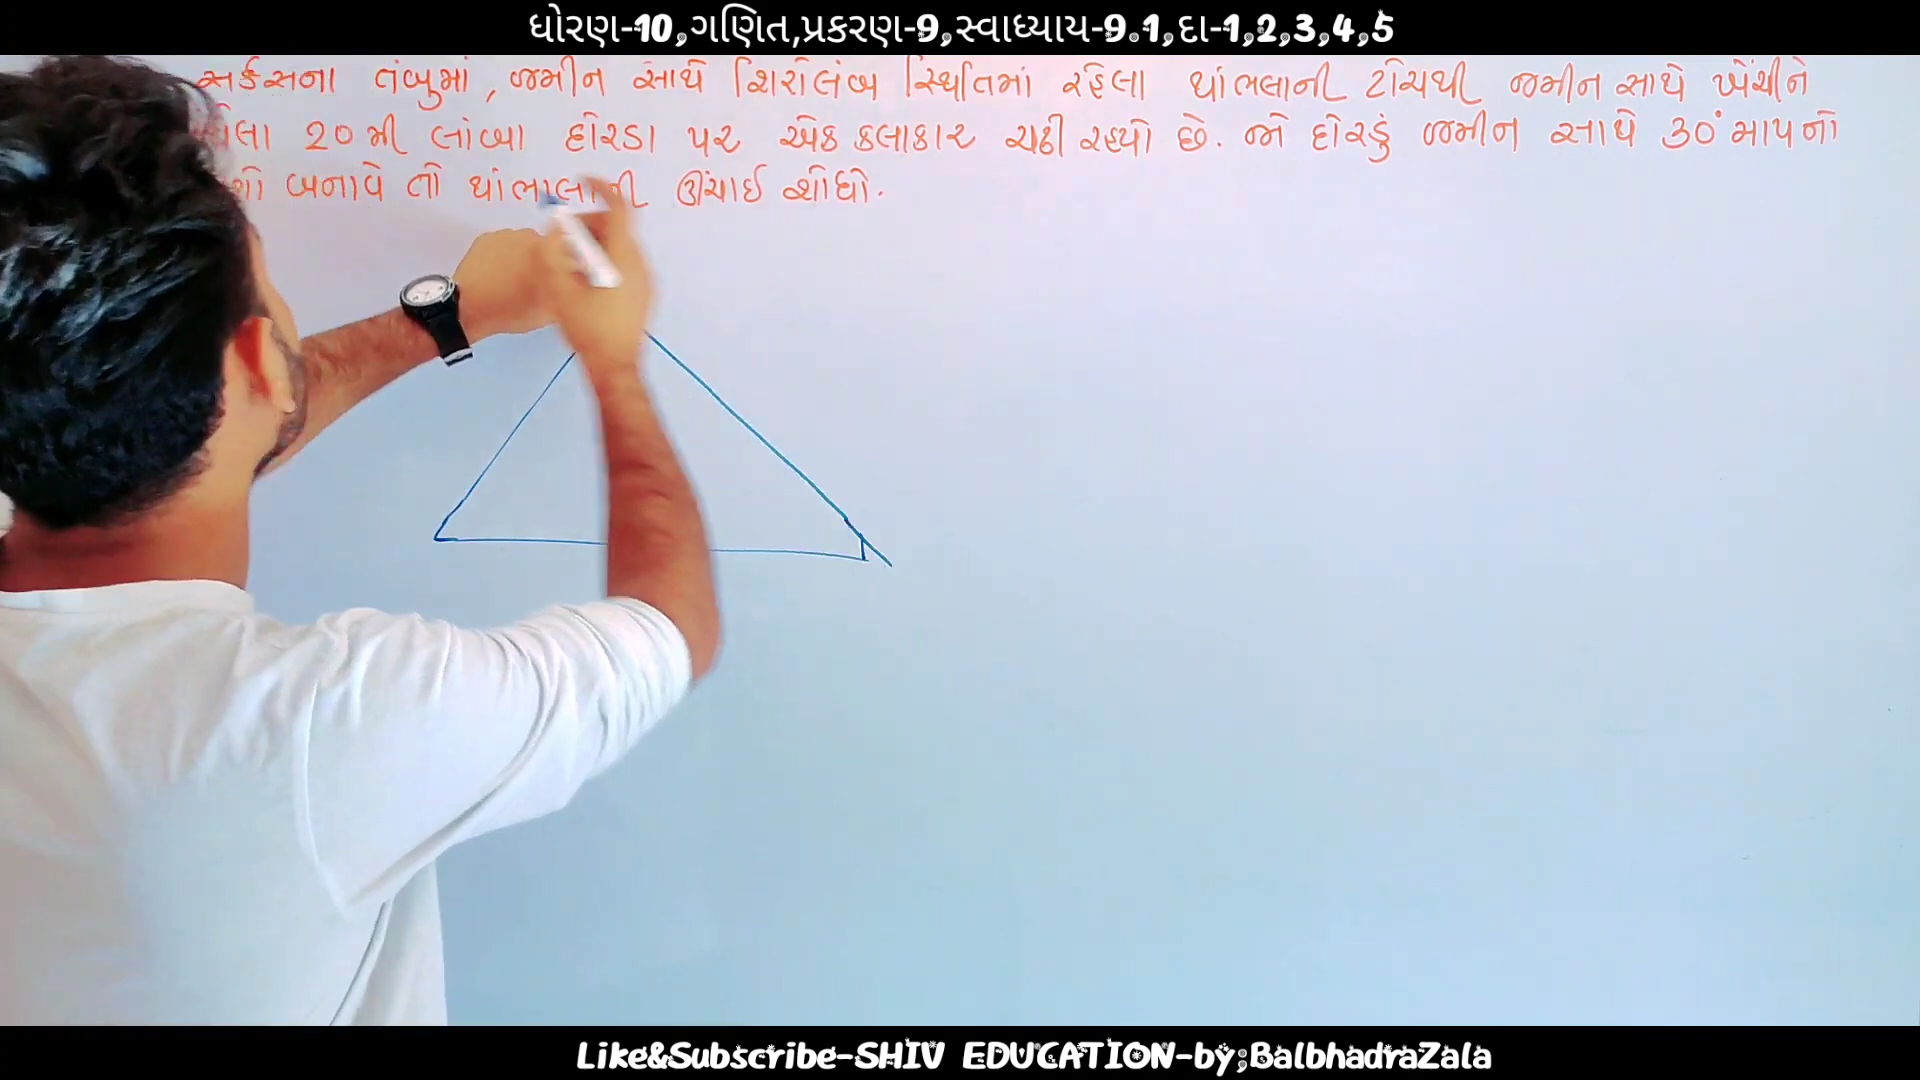 ધોરણ-10,ગણિત,પ્રકરણ-9,સ્વાધ્યાય-9.1,દા-1,2,3,4,5
સર્કસના તંબુમાં, જમીન સાથે શિરોલંબ સ્થિતિમાં રહેલા થાંભલાની ટોચથી જમીન સાથે ખેંચીને
20 મી લાંબા દોરડા પર એક કલાકાર ચઢી રહ્યો છે. જો દોરડું જમીન સાથે 30° માપનો
બનાવે તો થાંભલાની ઊંચાઈ શોધો.
Like&Subscribe-SHIV EDUCATION-by;BalbhadraZala